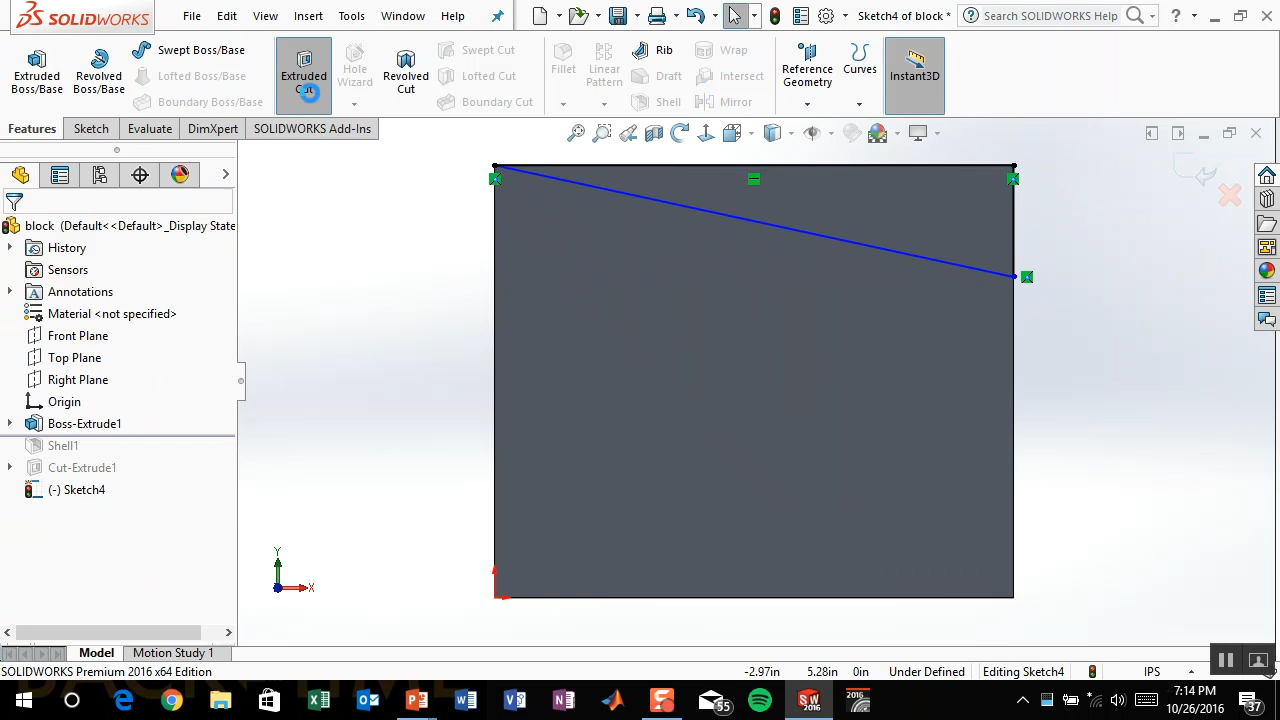 SOLIDWORKS File Edit View Insert Tools Window Help Sketch4 of block * Search SOLIDWORKS Help
Extruded Boss/Base
Revolved Boss/Base
Swept Boss/Base
Lofted Boss/Base
Boundary Boss/Base
Extruded Cut
Hole Wizard
Revolved Cut
Swept Cut
Lofted Cut
Boundary Cut
Fillet
Linear Pattern
Rib
Draft
Shell
Wrap
Intersect
Mirror
Reference Geometry
Curves
Instant3D
Features Sketch Evaluate DimXpert SOLIDWORKS Add-Ins
block (Default<<Default>_Display State
History
Sensors
Annotations
Material <not specified>
Front Plane
Top Plane
Right Plane
Origin
Boss-Extrude1
Shell1
Cut-Extrude1
(-) Sketch4
Y
X
Model Motion Study 1
SOLIDWORKS Premium 2016 x64 Edition -2.97in 5.28in 0in Under Defined Editing Sketch4 IPS
55
SW 2016
2016
7:14 PM
10/26/2016
37